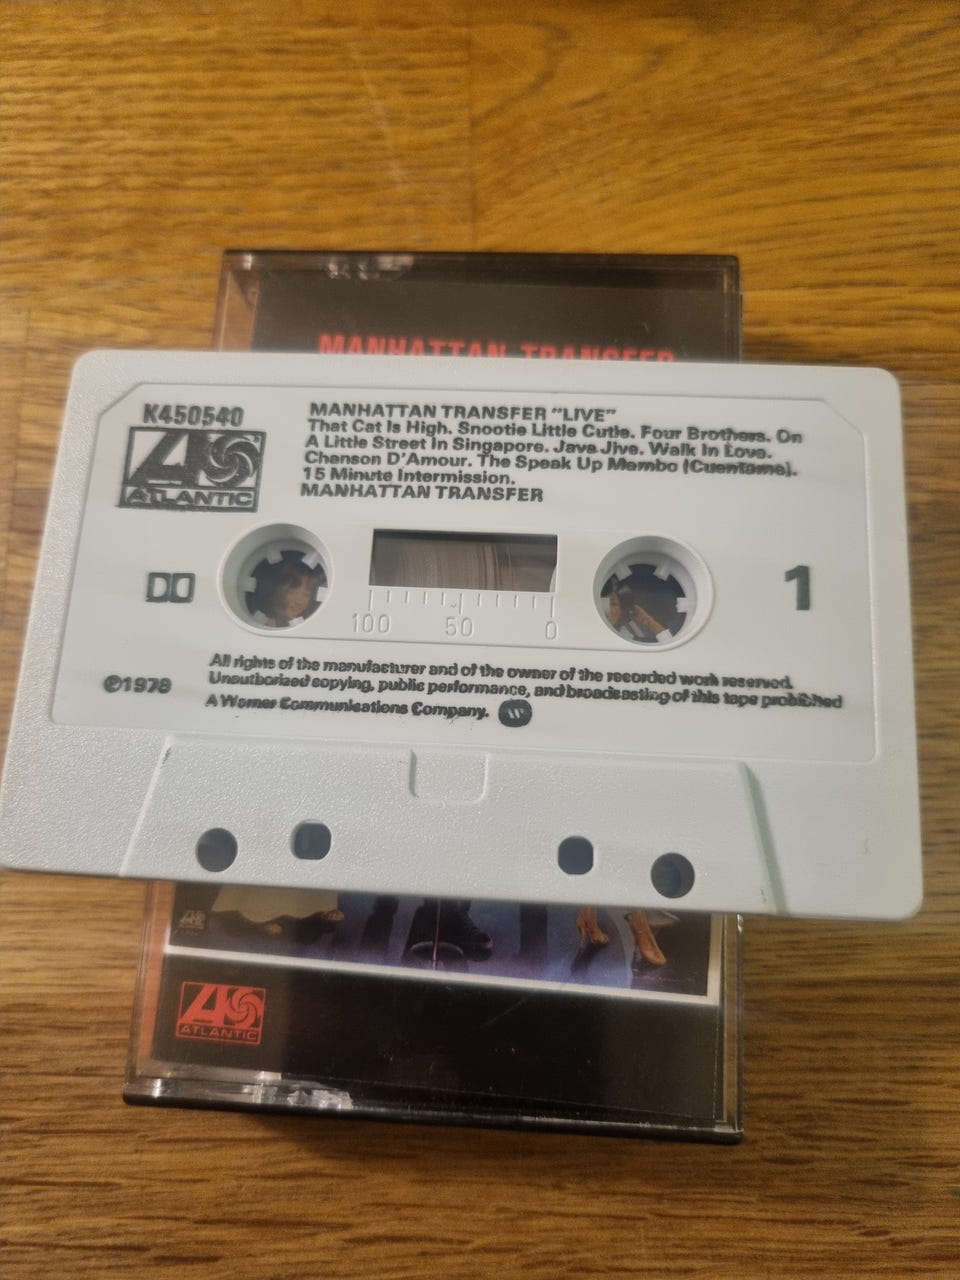 MANHATTAN TRANSFER
K450540
ATLANTIC
MANHATTAN TRANSFER "LIVE"
That Cat Is High. Snootie Little Cutie. Four Brothers. On
A Little Street In Singapore. Java Jive. Walk In Love.
Chanson D'Amour. The Speak Up Mambo (Cuentame).
15 Minute Intermission.
MANHATTAN TRANSFER
1
100 50 0
All rights of the manufacturer and of the owner of the recorded work reserved.
Unauthorized copying, public performance, and broadcasting of this tape prohibited
℗1978
A Warner Communications Company.
ATLANTIC